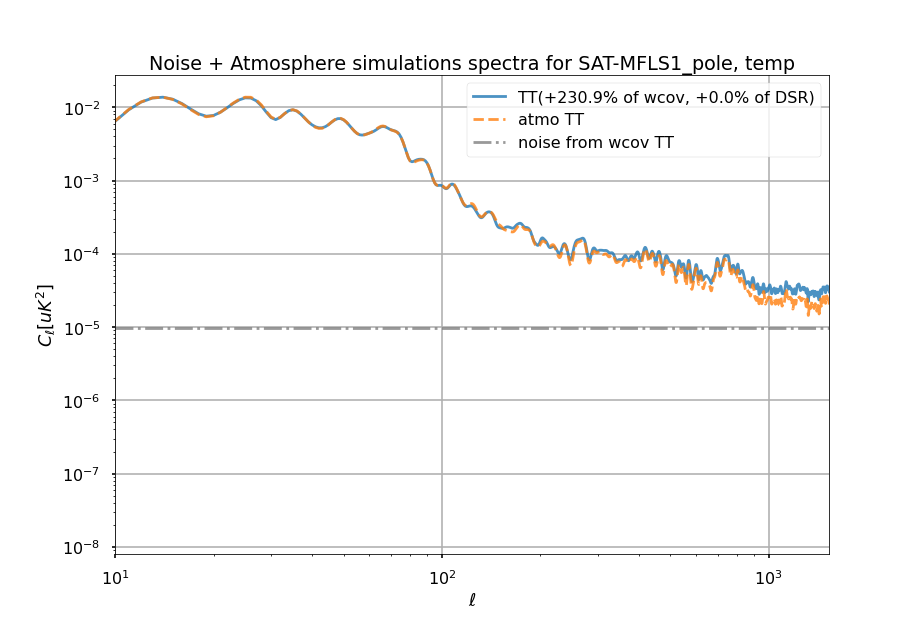 Noise + Atmosphere simulations spectra for SAT-MFLS1_pole, temp
TT(+230.9% of wcov, +0.0% of DSR)
atmo TT
noise from wcov TT
10⁻²
10⁻³
10⁻⁴
10⁻⁵
10⁻⁶
10⁻⁷
10⁻⁸
Cℓ[uK²]
10¹
10²
10³
ℓ